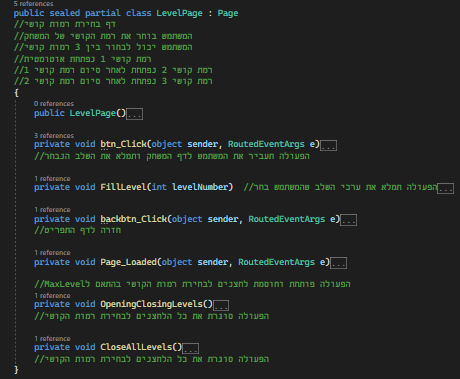 5 references
public sealed partial class LevelPage : Page
//דף בחירת רמות קושי
//המשתמש בוחר את רמת הקושי של המשחק
//המשתמש יכול לבחור בין 3 רמות קושי
//רמת קושי 1 נפתחת אוטומטית
//רמת קושי 2 נפתחת לאחר סיום רמת קושי 1
//רמת קושי 3 נפתחת לאחר סיום רמת קושי 2
{
0 references
public LevelPage()...
3 references
private void btn_Click(object sender, RoutedEventArgs e)...
//הפעולה תעביר את המשתמש לדף המשחק ותמלא את השלב הנבחר
1 reference
private void FillLevel(int levelNumber) //הפעולה תמלא את ערכי השלב שהמשתמש בחר...
1 reference
private void backbtn_Click(object sender, RoutedEventArgs e)...
//חזרה לדף התפריט
1 reference
private void Page_Loaded(object sender, RoutedEventArgs e)...
//הפעולה פותחת וחוסמת לחצנים לבחירת רמות הקושי בהתאם לMaxLevel
1 reference
private void OpeningClosingLevels()...
//הפעולה סוגרת את כל הלחצנים לבחירת רמות הקושי
1 reference
private void CloseAllLevels()...
//הפעולה סוגרת את כל הלחצנים לבחירת רמות הקושי
}